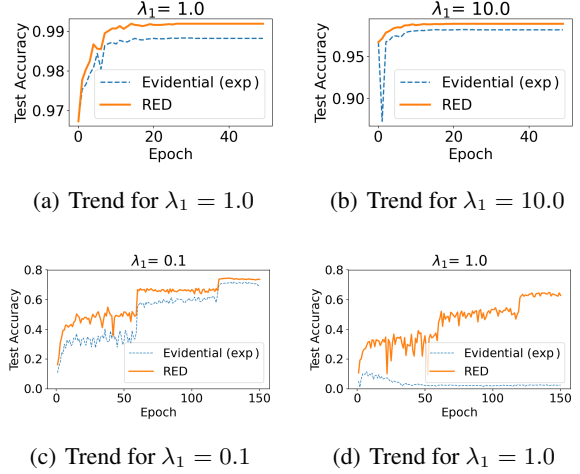 λ₁ = 1.0
Test Accuracy
0.99
0.98
0.97
Evidential (exp)
RED
0 20 40
Epoch
(a) Trend for λ₁ = 1.0
λ₁ = 10.0
Test Accuracy
0.95
0.90
Evidential (exp)
RED
0 20 40
Epoch
(b) Trend for λ₁ = 10.0
λ₁= 0.1
Test Accuracy
0.8
0.6
0.4
0.2
0.0
Evidential (exp)
RED
0 50 100 150
Epoch
(c) Trend for λ₁ = 0.1
λ₁= 1.0
Test Accuracy
0.8
0.6
0.4
0.2
0.0
Evidential (exp)
RED
0 50 100 150
Epoch
(d) Trend for λ₁ = 1.0